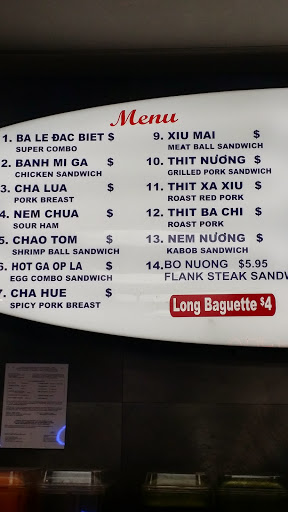 Menu
1. BA LE ĐAC BIET $
SUPER COMBO
2. BANH MI GA $
CHICKEN SANDWICH
3. CHA LUA $
PORK BREAST
4. NEM CHUA $
SOUR HAM
5. CHAO TOM $
SHRIMP BALL SANDWICH
6. HOT GA OP LA $
EGG COMBO SANDWICH
7. CHA HUE $
SPICY PORK BREAST
9. XIU MAI $
MEAT BALL SANDWICH
10. THIT NƯƠNG $
GRILLED PORK SANDWICH
11. THIT XA XIU $
ROAST RED PORK
12. THIT BA CHI $
ROAST PORK
13. NEM NƯƠNG $
KABOB SANDWICH
14. BO NUONG $5.95
FLANK STEAK SANDW
Long Baguette $4